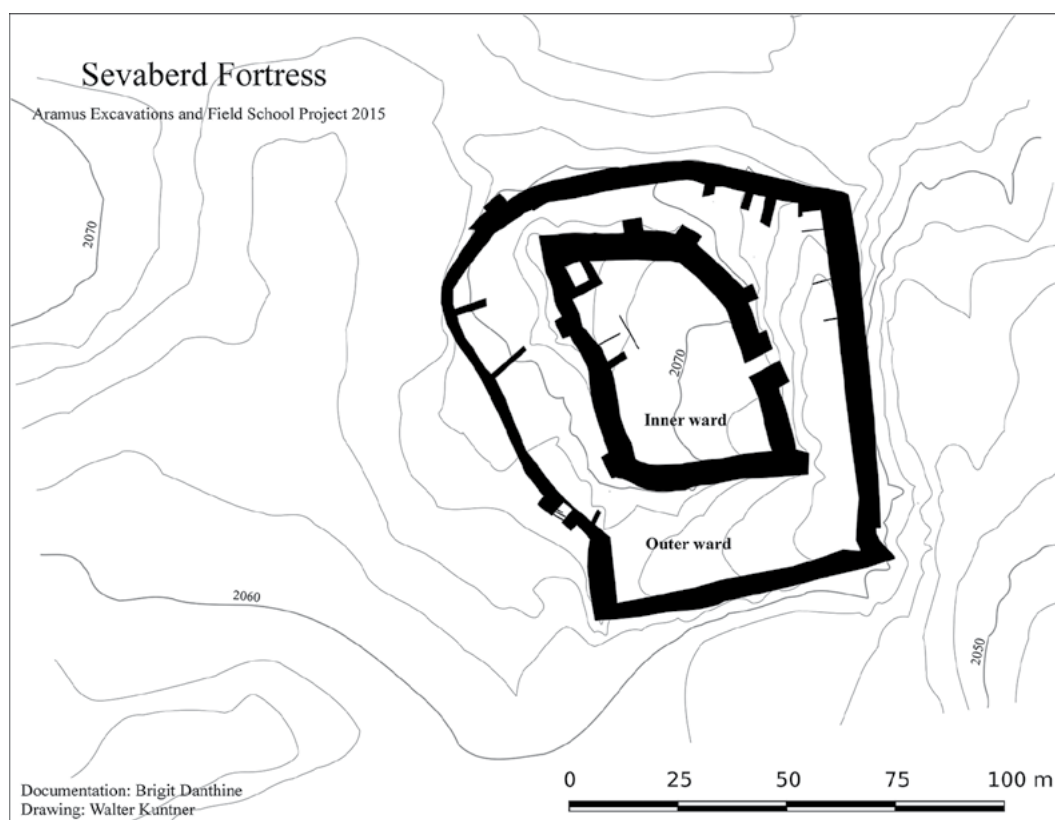 Sevaberd Fortress
Aramus Excavations and Field School Project 2015
2070
2070
Inner ward
Outer ward
2060
2050
Documentation: Brigit Danthine
Drawing: Walter Kuntner
0 25 50 75 100 m